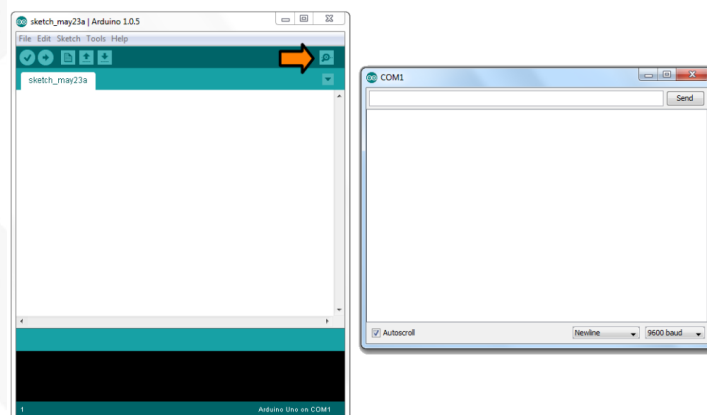 sketch_may23a | Arduino 1.0.5
File Edit Sketch Tools Help
sketch_may23a
1
Arduino Uno on COM1
COM1
Send
Autoscroll
Newline
9600 baud